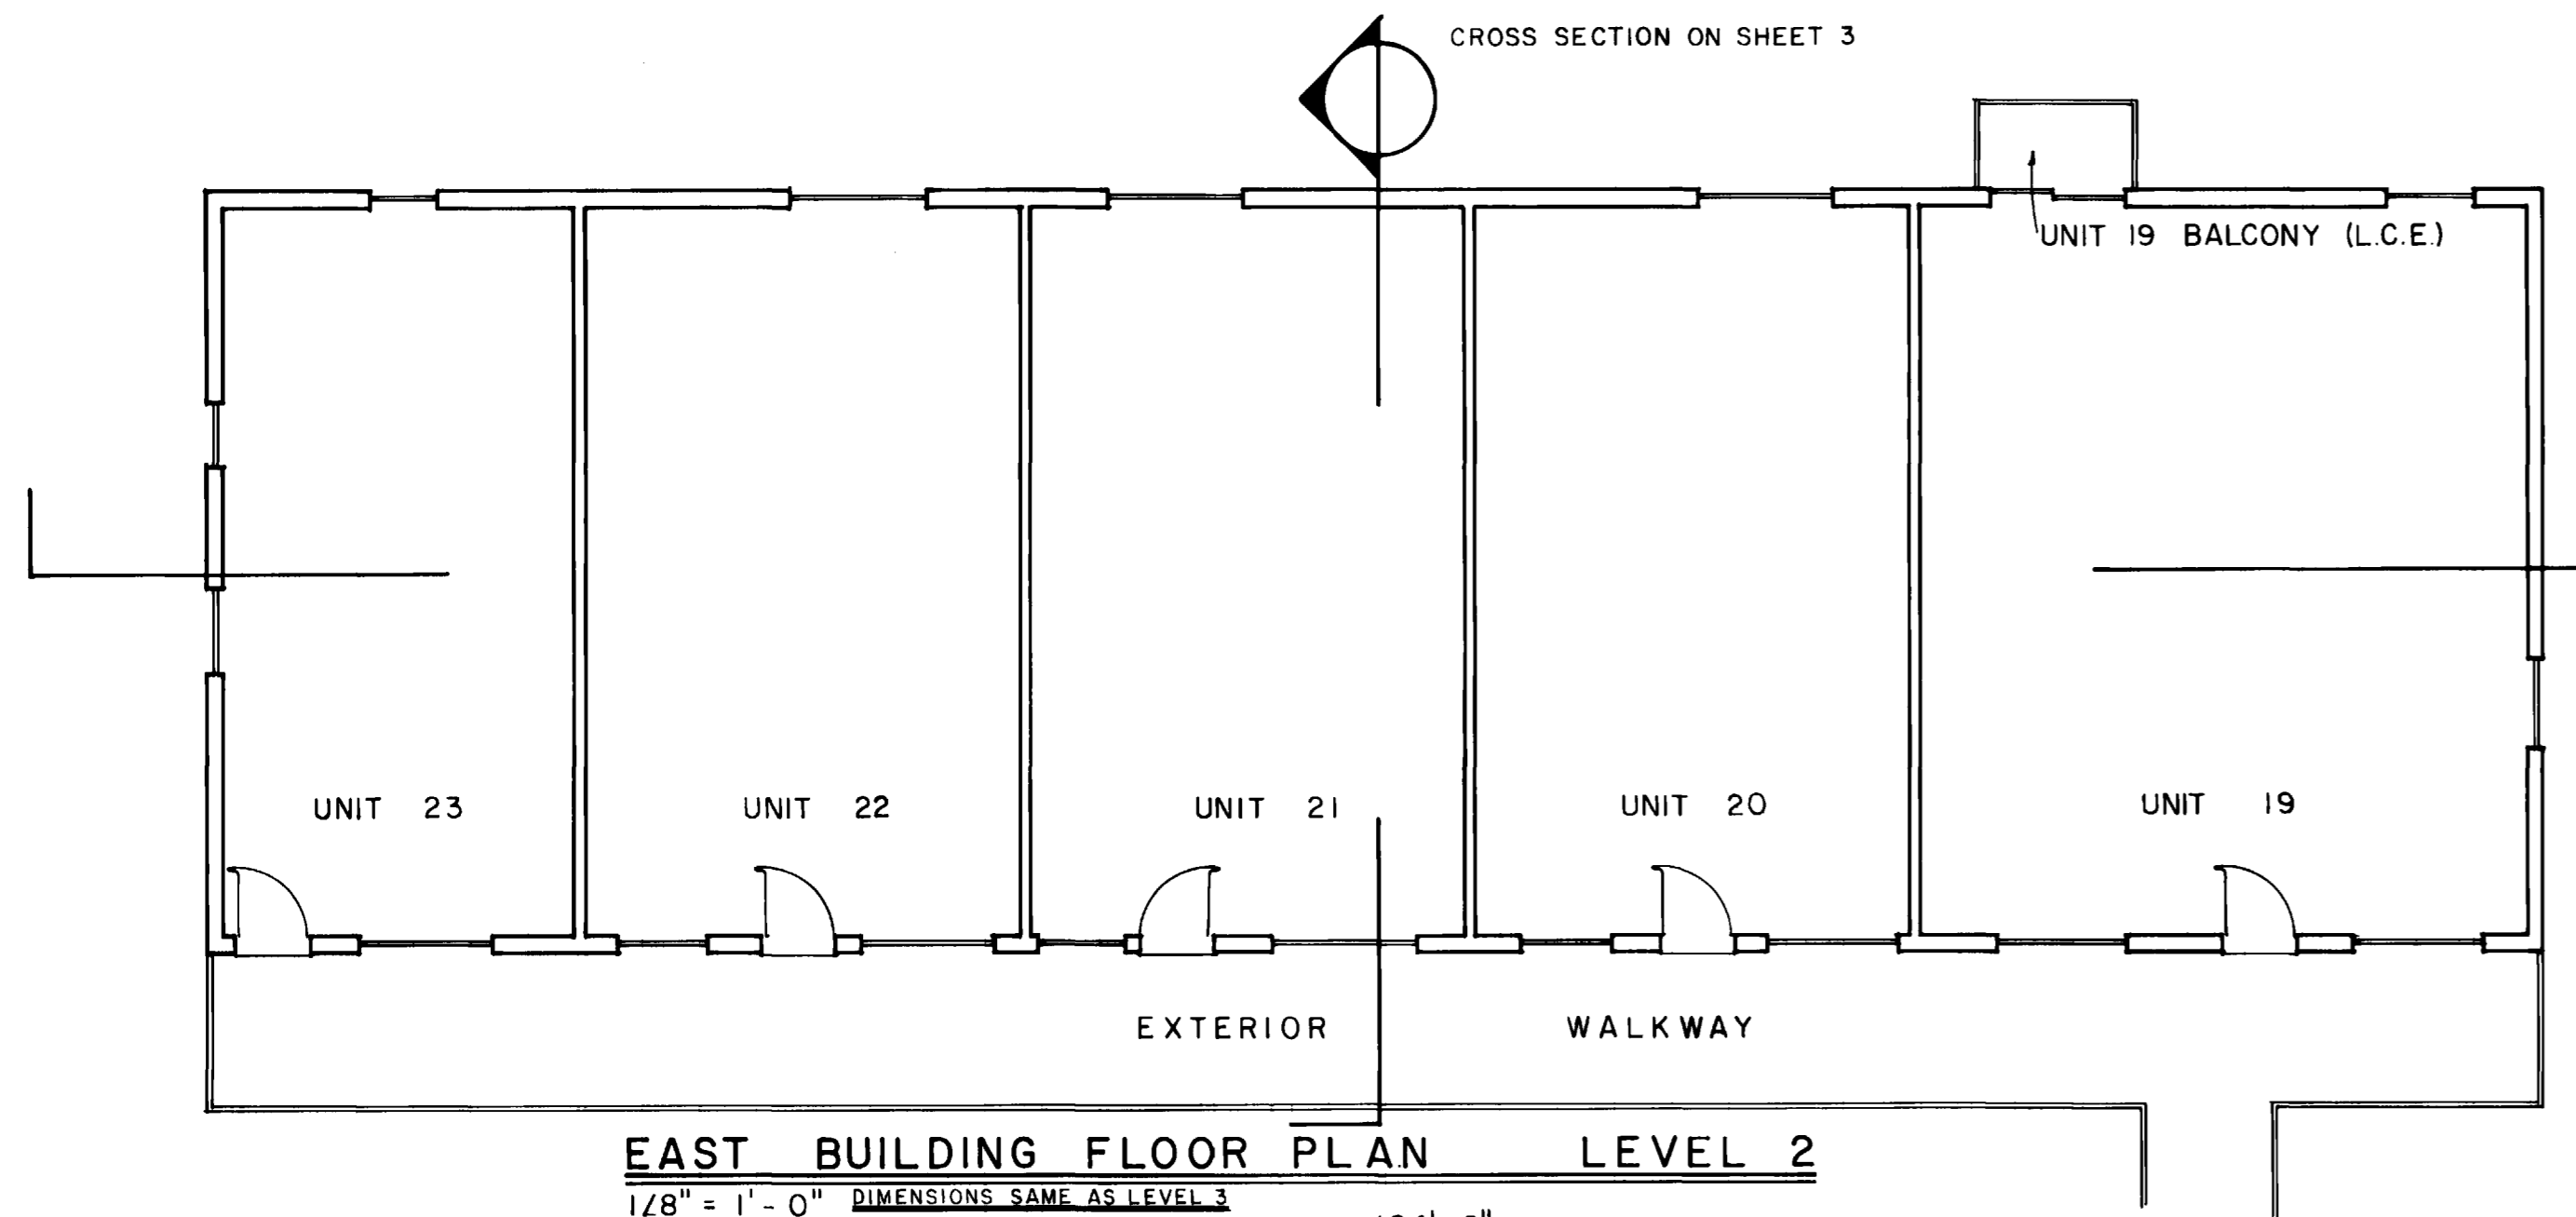 CROSS SECTION ON SHEET 3
UNIT 19 BALCONY (L.C.E.)
UNIT 23
UNIT 22
UNIT 21
UNIT 20
UNIT 19
EXTERIOR WALKWAY
EAST BUILDING FLOOR PLAN LEVEL 2
1/8" = 1'-0" DIMENSIONS SAME AS LEVEL 3